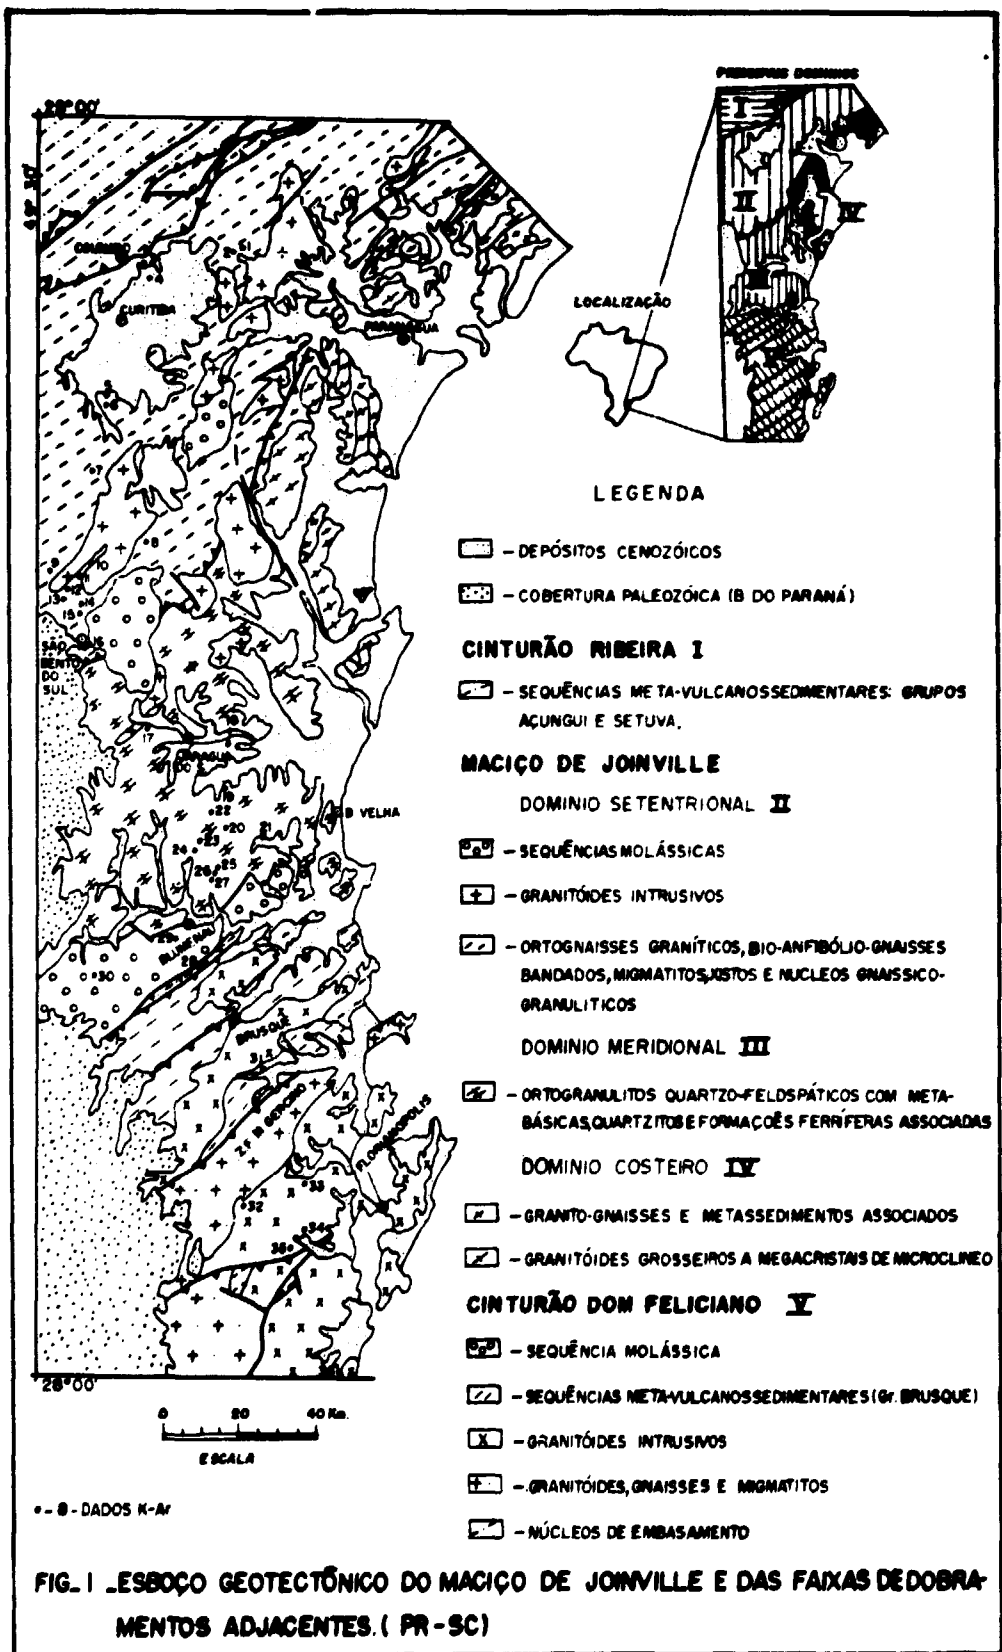 PRINCIPAIS DOMINIOS
I
II
IV
LOCALIZAÇÃO
49° 30'
COLOMBO
CURITIBA
PARANAGUA
SÃO
BENTO
DO
SUL
B VELHA
BLUMENAU
BRUSQUE
Z F M GERCINO
FLORIANOPOLIS
28°00'
0 20 40 Km.
ESCALA
• - 8 - DADOS K-Ar
LEGENDA
- DEPÓSITOS CENOZÓICOS
- COBERTURA PALEOZÓICA (B DO PARANÁ)
CINTURÃO RIBEIRA I
- SEQUÊNCIAS META-VULCANOSSEDIMENTARES: GRUPOS
AÇUNGUI E SETUVA.
MACIÇO DE JOINVILLE
DOMINIO SETENTRIONAL II
- SEQUÊNCIAS MOLÁSSICAS
- GRANITÓIDES INTRUSIVOS
- ORTOGNAISSES GRANÍTICOS, BIO-ANFIBÓLIO-GNAISSES
BANDADOS, MIGMATITOS, XISTOS E NUCLEOS GNAISSICO-
GRANULITICOS
DOMINIO MERIDIONAL III
- ORTOGRANULITOS QUARTZO-FELDSPÁTICOS COM META-
BÁSICAS, QUARTZITOS E FORMAÇÕES FERRÍFERAS ASSOCIADAS
DOMINIO COSTEIRO IV
- GRANITO-GNAISSES E METASSEDIMENTOS ASSOCIADOS
- GRANITÓIDES GROSSEIROS A MEGACRISTAIS DE MICROCLINEO
CINTURÃO DOM FELICIANO V
- SEQUÊNCIA MOLÁSSICA
- SEQUÊNCIAS META-VULCANOSSEDIMENTARES (Gr. BRUSQUE)
- GRANITÓIDES INTRUSIVOS
- GRANITÓIDES, GNAISSES E MIGMATITOS
- NÚCLEOS DE EMBASAMENTO
FIG_1 _ESBOÇO GEOTECTÔNICO DO MACIÇO DE JOINVILLE E DAS FAIXAS DE DOBRA-
MENTOS ADJACENTES. ( PR-SC)